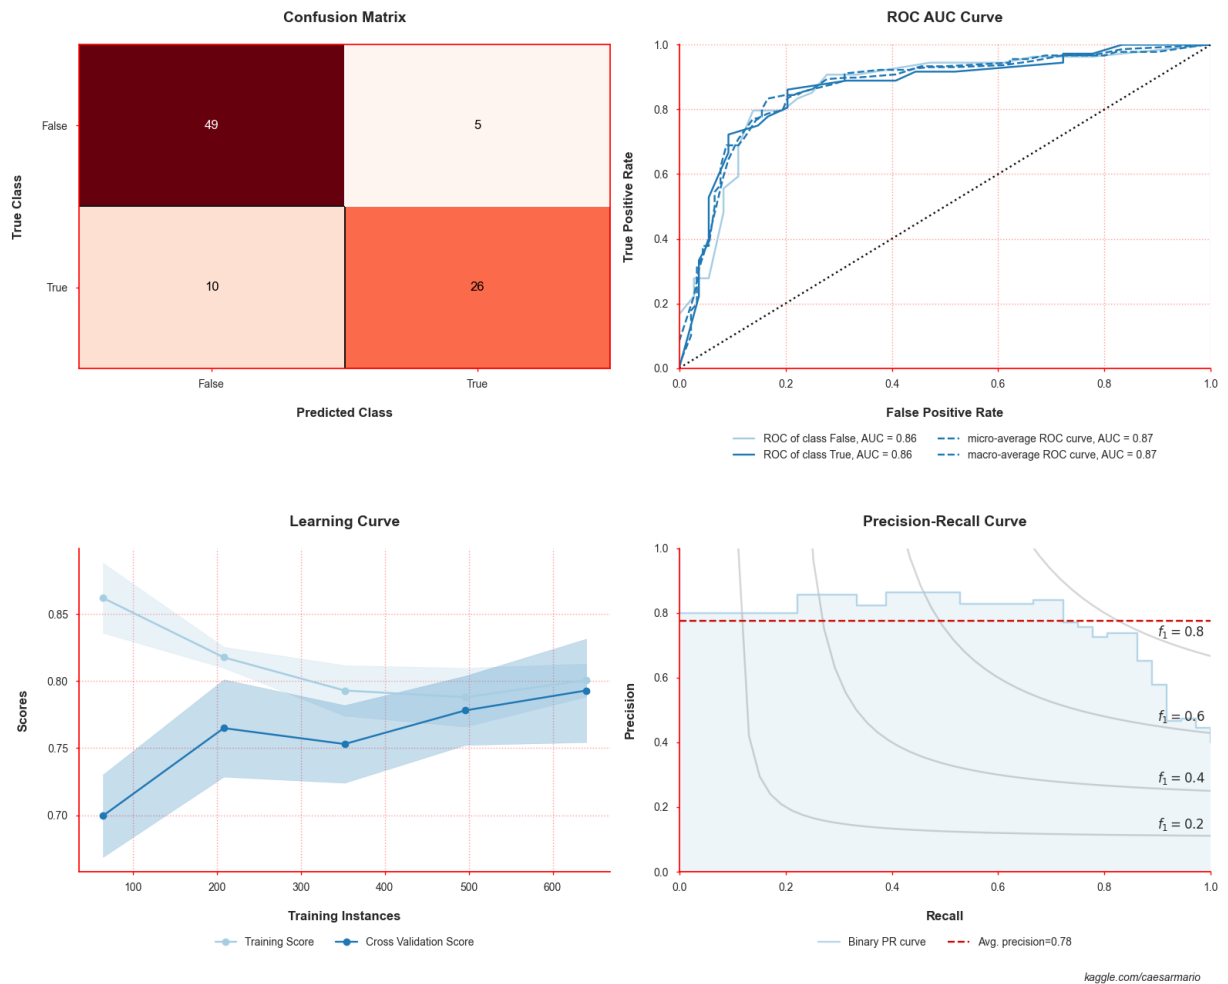 Confusion Matrix
True Class
False
True
49
5
10
26
False
True
Predicted Class
ROC AUC Curve
True Positive Rate
1.0
0.8
0.6
0.4
0.2
0.0
0.0
0.2
0.4
0.6
0.8
1.0
False Positive Rate
ROC of class False, AUC = 0.86
ROC of class True, AUC = 0.86
micro-average ROC curve, AUC = 0.87
macro-average ROC curve, AUC = 0.87
Learning Curve
Scores
0.85
0.80
0.75
0.70
100
200
300
400
500
600
Training Instances
Training Score
Cross Validation Score
Precision-Recall Curve
Precision
1.0
0.8
0.6
0.4
0.2
0.0
f₁ = 0.8
f₁ = 0.6
f₁ = 0.4
f₁ = 0.2
0.0
0.2
0.4
0.6
0.8
1.0
Recall
Binary PR curve
Avg. precision=0.78
kaggle.com/caesarmario